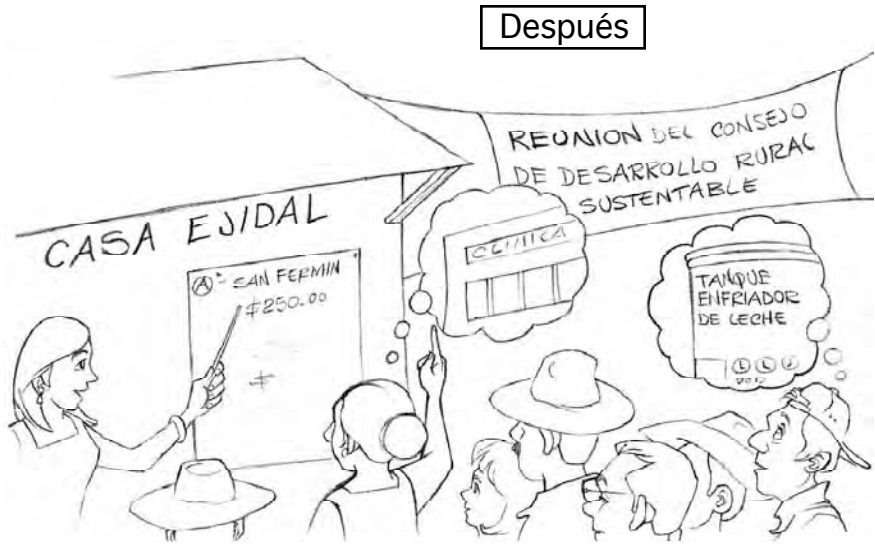 Después
REUNION DEL CONSEJO
DE DESARROLLO RURAL
SUSTENTABLE
CASA EJIDAL
A - SAN FERMIN
$250.00
$
CLINICA
TANQUE
ENFRIADOR
DE LECHE